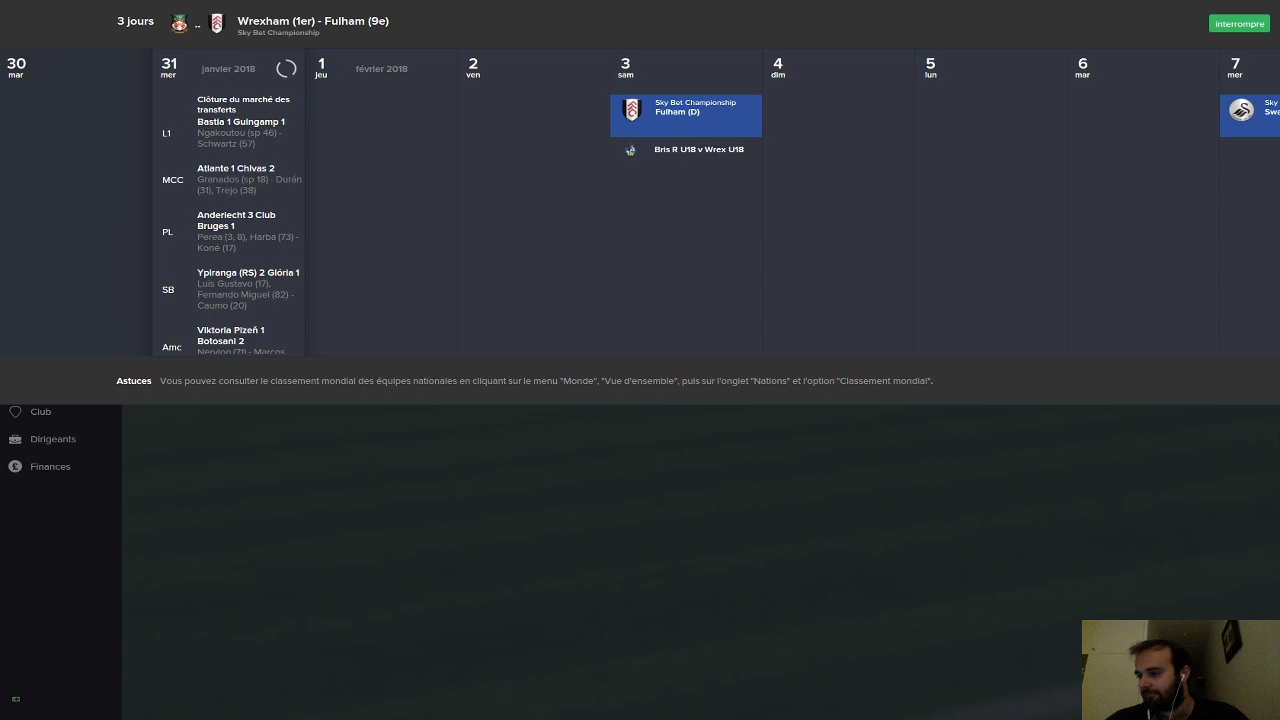 3 jours
..
Wrexham (1er) - Fulham (9e)
Sky Bet Championship
interrompre
30
mar
31
mer
janvier 2018
1
jeu
février 2018
2
ven
3
sam
4
dim
5
lun
6
mar
7
mer
Clôture du marché des
transferts
L1
Bastia 1 Guingamp 1
Ngakoutou (sp 46) -
Schwartz (57)
MCC
Atlante 1 Chivas 2
Granados (sp 18) - Durán
(31), Trejo (38)
PL
Anderlecht 3 Club
Bruges 1
Perea (3, 8), Harba (73) -
Koné (17)
SB
Ypiranga (RS) 2 Glória 1
Luís Gustavo (17),
Fernando Miguel (82) -
Caumo (20)
Amc
Viktoria Plzeň 1
Botosani 2
Sky Bet Championship
Fulham (D)
Bris R U18 v Wrex U18
Sky
Swa
Astuces
Vous pouvez consulter le classement mondial des équipes nationales en cliquant sur le menu "Monde", "Vue d'ensemble", puis sur l'onglet "Nations" et l'option "Classement mondial".
Club
Dirigeants
Finances